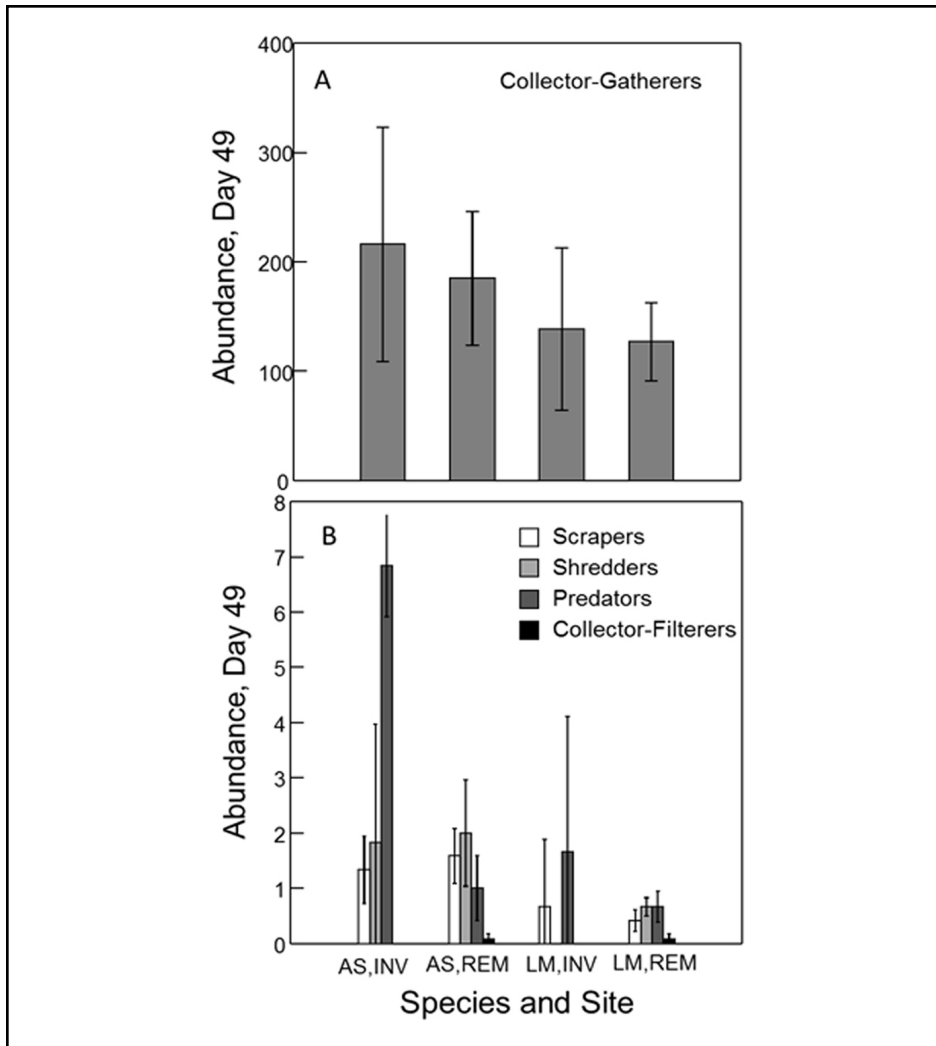 400
A
Collector-Gatherers
300
200
100
0
Abundance, Day 49
8
B
Scrapers
Shredders
Predators
Collector-Filterers
7
6
5
4
3
2
1
0
Abundance, Day 49
AS,INV AS,REM LM,INV LM,REM
Species and Site